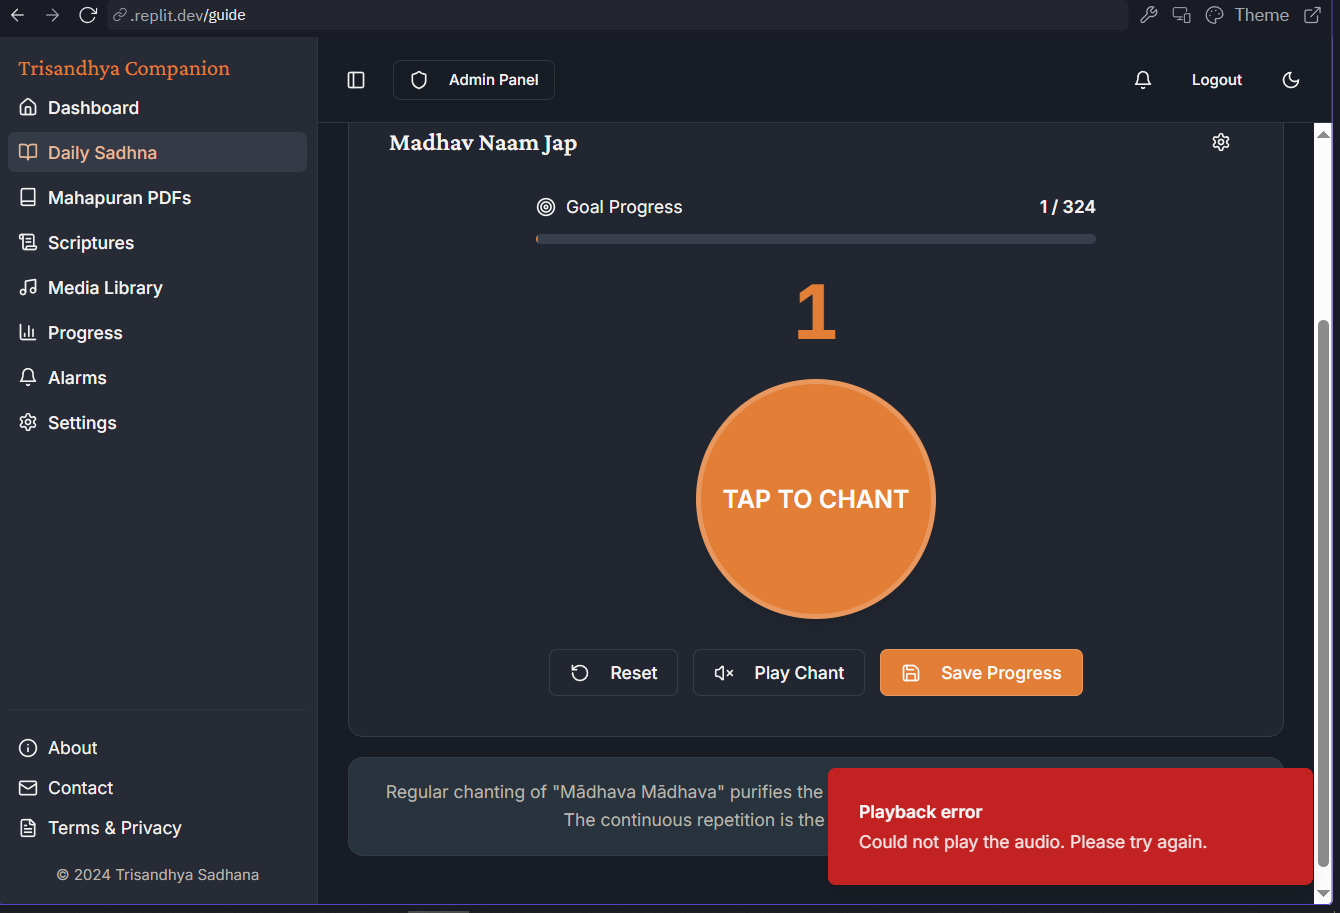 .replit.dev/guide
Theme
Trisandhya Companion
Dashboard
Daily Sadhna
Mahapuran PDFs
Scriptures
Media Library
Progress
Alarms
Settings
About
Contact
Terms & Privacy
© 2024 Trisandhya Sadhana
Admin Panel
Logout
Madhav Naam Jap
Goal Progress
1 / 324
1
TAP TO CHANT
Reset
Play Chant
Save Progress
Regular chanting of "Mādhava Mādhava" purifies the
The continuous repetition is the
Playback error
Could not play the audio. Please try again.